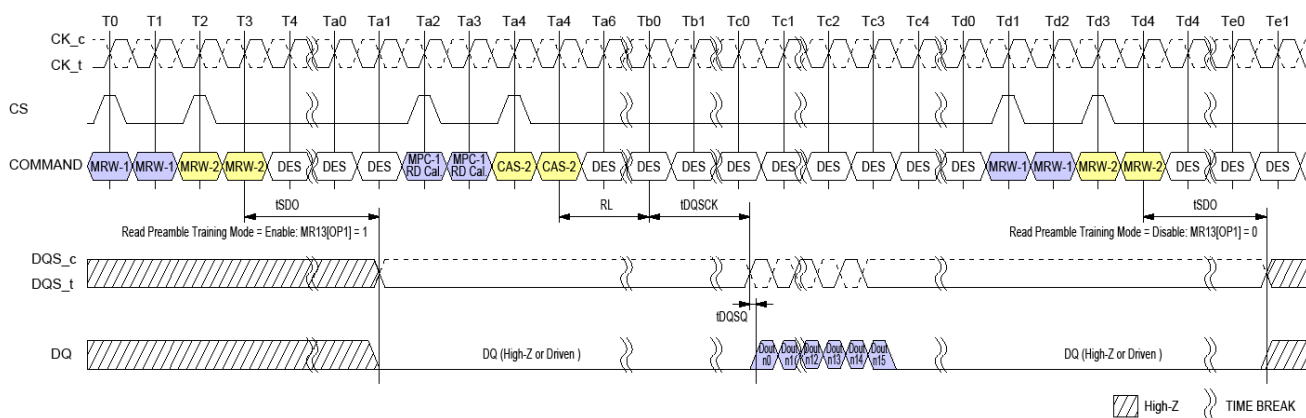 T0 T1 T2 T3 T4 Ta0 Ta1 Ta2 Ta3 Ta4 Ta4 Ta6 Tb0 Tb1 Tc0 Tc1 Tc2 Tc3 Tc4 Td0 Td1 Td2 Td3 Td4 Td4 Te0 Te1
CK_c
CK_t
CS
COMMAND MRW-1 MRW-1 MRW-2 MRW-2 DES DES DES MPC-1 RD Cal. MPC-1 RD Cal. CAS-2 CAS-2 DES DES DES DES DES DES DES DES DES MRW-1 MRW-1 MRW-2 MRW-2 DES DES DES
tSDO RL tDQSCK tSDO
Read Preamble Training Mode = Enable: MR13[OP1] = 1 Read Preamble Training Mode = Disable: MR13[OP1] = 0
DQS_c
DQS_t
tDQSQ
DQ DQ (High-Z or Driven ) Dout n0 Dout n1 Dout n12 Dout n13 Dout n14 Dout n15 DQ (High-Z or Driven )
High-Z TIME BREAK